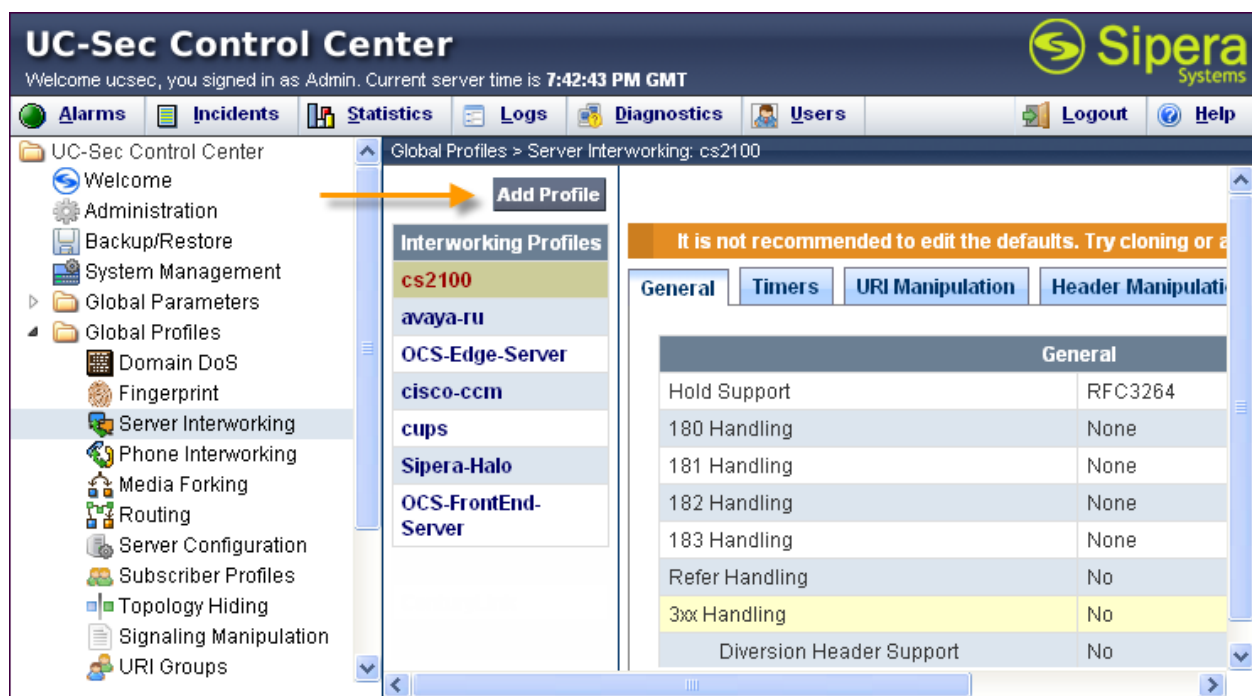 UC-Sec Control Center
Sipera
Systems
Welcome ucsec, you signed in as Admin. Current server time is 7:42:43 PM GMT
Alarms Incidents Statistics Logs Diagnostics Users Logout Help
UC-Sec Control Center
Welcome
Administration
Backup/Restore
System Management
Global Parameters
Global Profiles
Domain DoS
Fingerprint
Server Interworking
Phone Interworking
Media Forking
Routing
Server Configuration
Subscriber Profiles
Topology Hiding
Signaling Manipulation
URI Groups
Global Profiles > Server Interworking: cs2100
Add Profile
Interworking Profiles
cs2100
avaya-ru
OCS-Edge-Server
cisco-ccm
cups
Sipera-Halo
OCS-FrontEnd-
Server
It is not recommended to edit the defaults. Try cloning or a
General Timers URI Manipulation Header Manipulati
General
Hold Support RFC3264
180 Handling None
181 Handling None
182 Handling None
183 Handling None
Refer Handling No
3xx Handling No
Diversion Header Support No